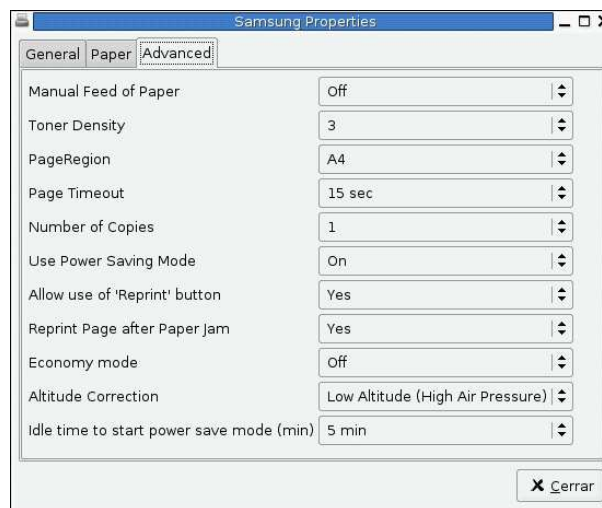 Samsung Properties
General Paper Advanced
Manual Feed of Paper Off
Toner Density 3
PageRegion A4
Page Timeout 15 sec
Number of Copies 1
Use Power Saving Mode On
Allow use of 'Reprint' button Yes
Reprint Page after Paper Jam Yes
Economy mode Off
Altitude Correction Low Altitude (High Air Pressure)
Idle time to start power save mode (min) 5 min
Cerrar